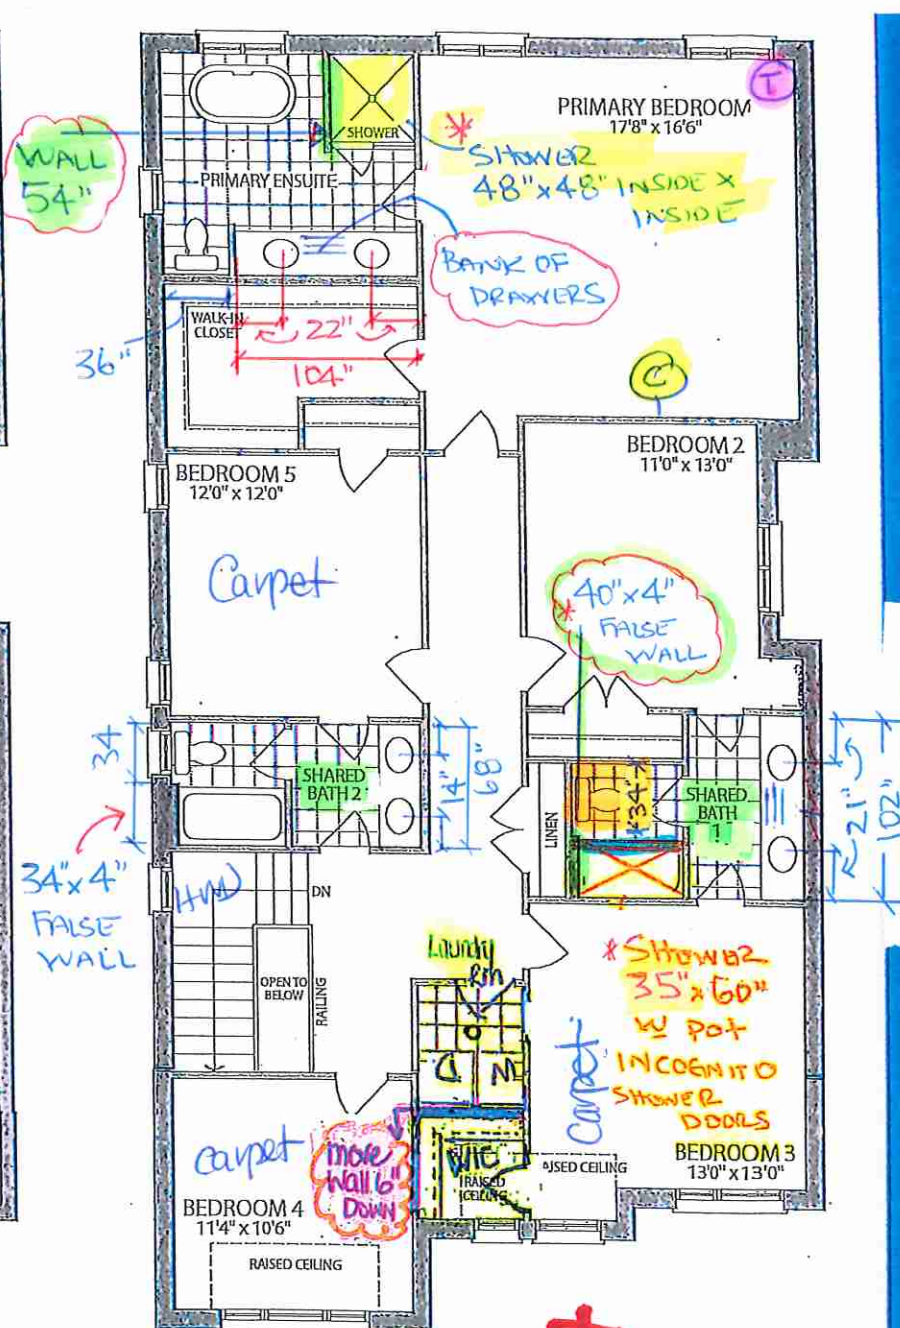 T
PRIMARY BEDROOM
17'8" x 16'6"
SHOWER
*
WALL
54"
SHOWER
48"x48" INSIDE x
INSIDE
PRIMARY ENSUITE
BANK OF
DRAWERS
WALK-IN
CLOSET
22"
36"
104"
C
BEDROOM 2
11'0" x 13'0"
BEDROOM 5
12'0" x 12'0"
Carpet
* 40"x4"
FALSE
WALL
34
SHARED
BATH 2
14"
68"
LINEN
34"
SHARED
BATH
1
21"
102"
34"x4"
FALSE
WALL
DN
Laundry
Rm
OPEN TO
BELOW
RAILING
* SHOWER
35"x60"
W POT
INCOGNITO
SHOWER
DOORS
D
W
Carpet
carpet
more
wall 6"
DOWN
WIC
RAISED
CEILING
RAISED CEILING
BEDROOM 3
13'0" x 13'0"
BEDROOM 4
11'4" x 10'6"
RAISED CEILING